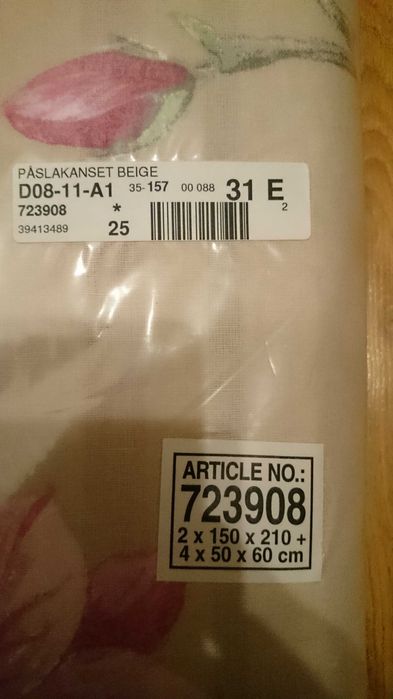 PÅSLAKANSET BEIGE
D08-11-A1 35-157 00 088 31 E 2
723908 *
39413489 25
ARTICLE NO.:
723908
2 x 150 x 210 +
4 x 50 x 60 cm